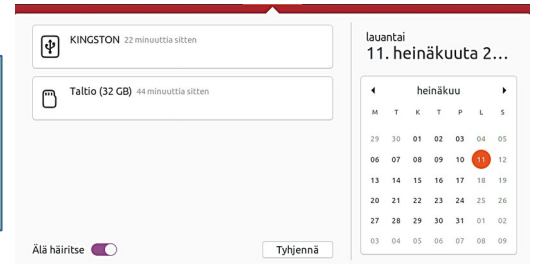 KINGSTON 22 minuuttia sitten
Taltio (32 GB) 44 minuuttia sitten
Älä häiritse
Tyhjennä
lauantai
11. heinäkuuta 2...
heinäkuu
M T K T P L S
29 30 01 02 03 04 05
06 07 08 09 10 11 12
13 14 15 16 17 18 19
20 21 22 23 24 25 26
27 28 29 30 31 01 02
03 04 05 06 07 08 09